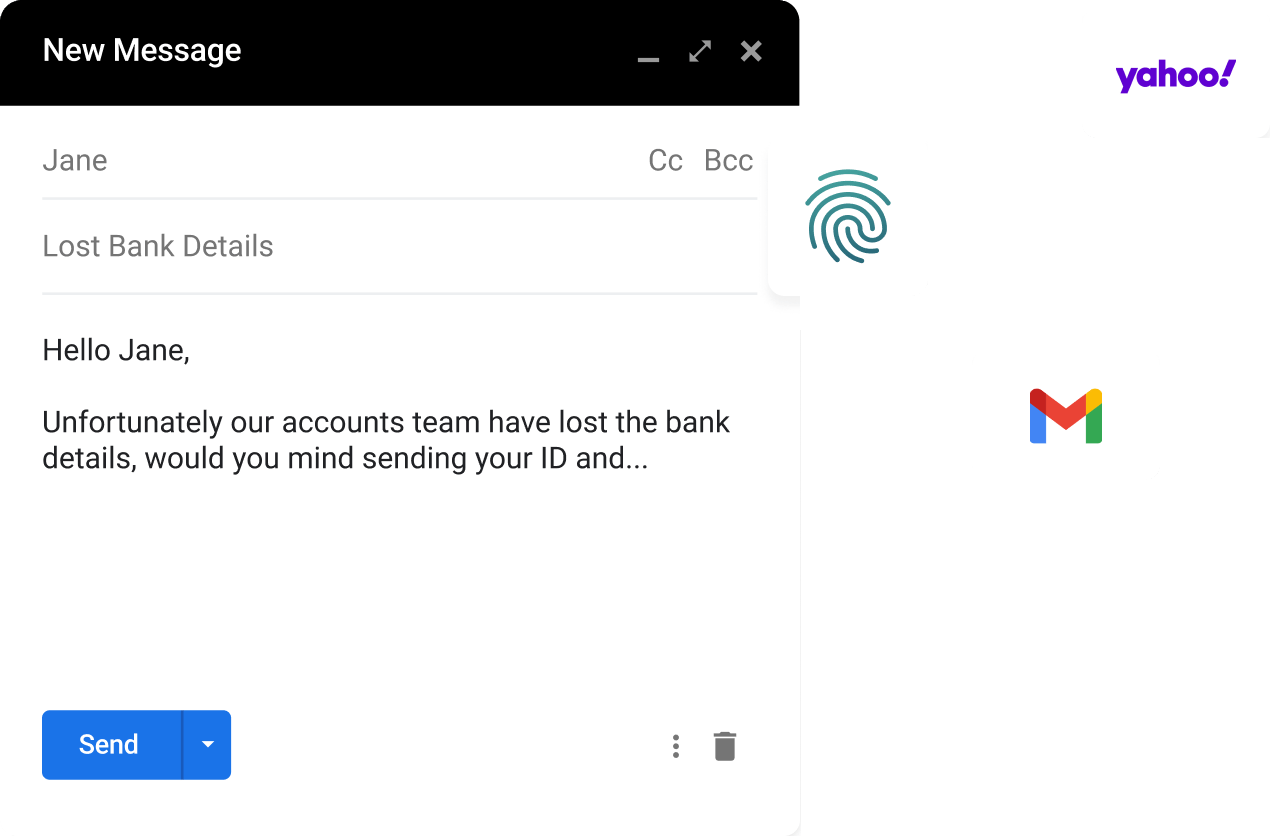 New Message
yahoo!
Jane Cc Bcc
Lost Bank Details
Hello Jane,
Unfortunately our accounts team have lost the bank
details, would you mind sending your ID and...
Send